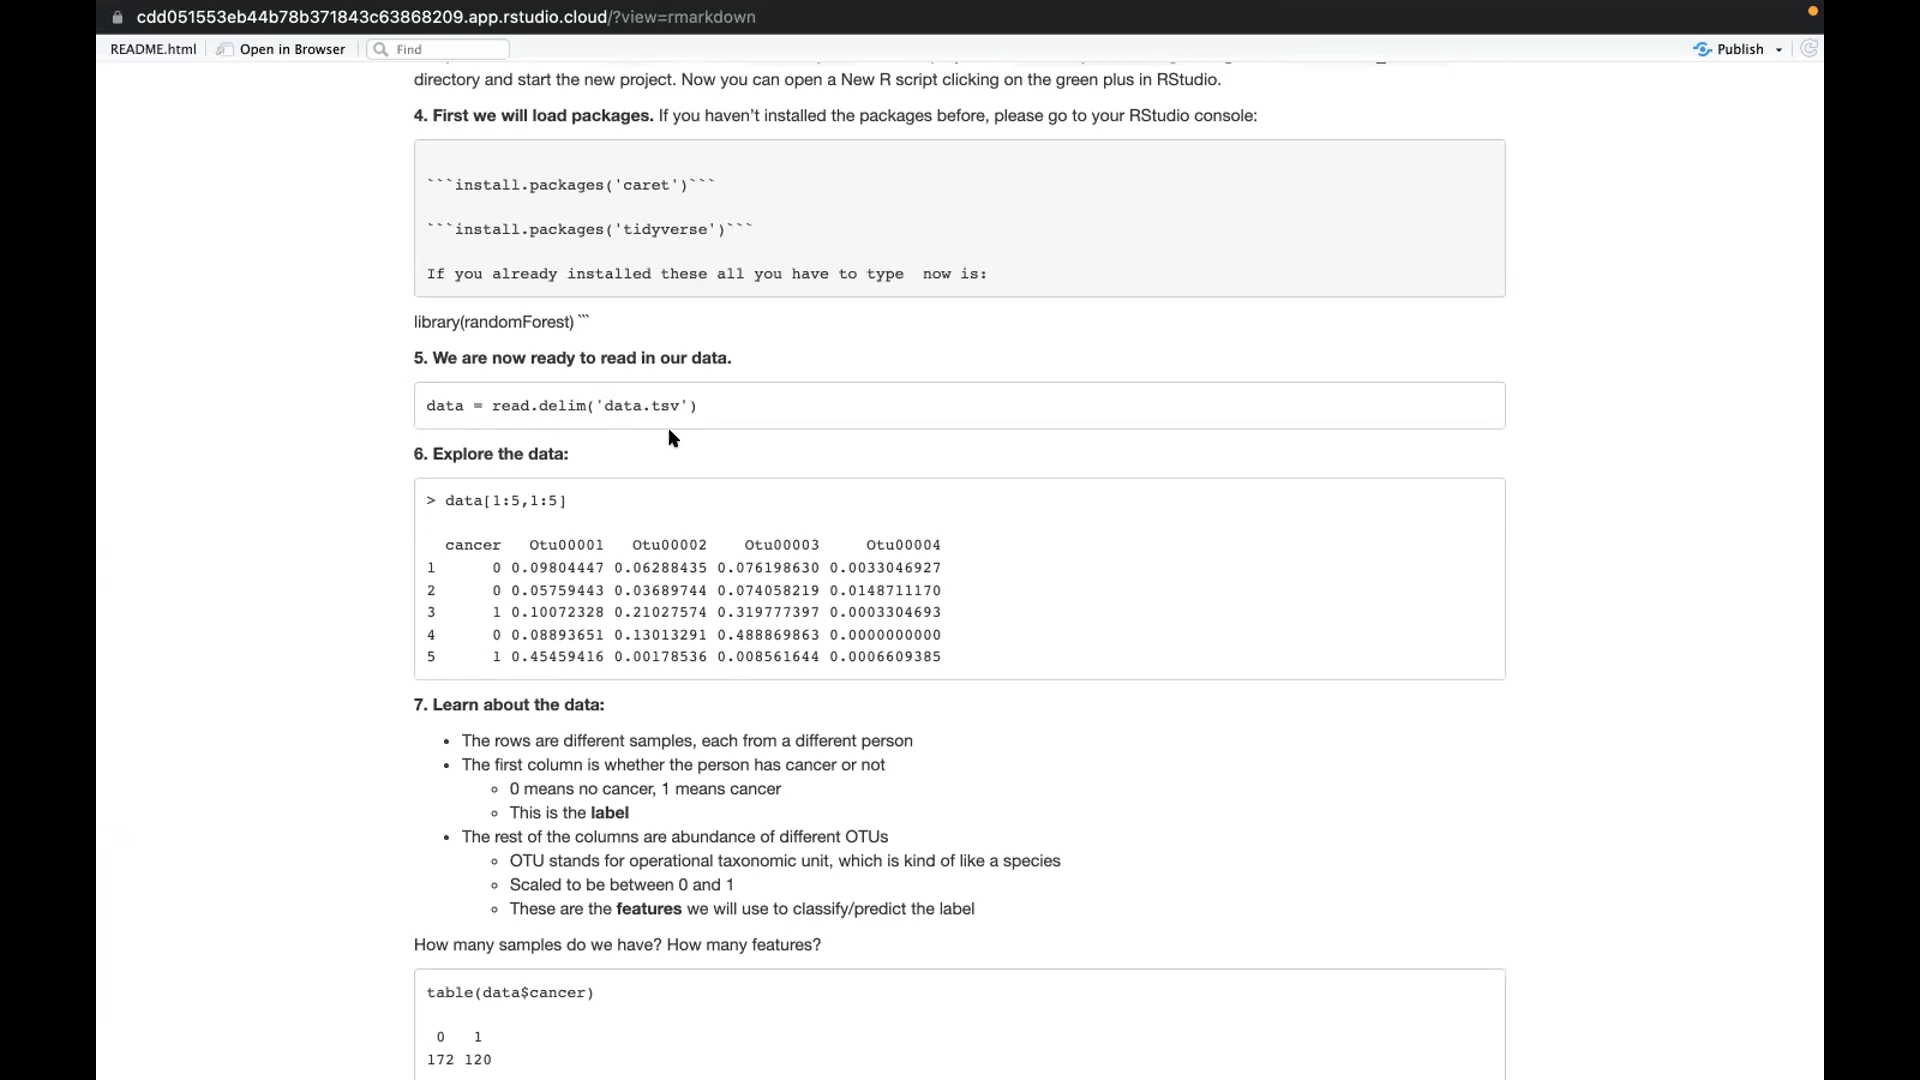 cdd051553eb44b78b371843c63868209.app.rstudio.cloud/?view=rmarkdown
README.html Open in Browser Find Publish
directory and start the new project. Now you can open a New R script clicking on the green plus in RStudio.
4. First we will load packages. If you haven’t installed the packages before, please go to your RStudio console:
```install.packages('caret')```
```install.packages('tidyverse')```
If you already installed these all you have to type  now is:
library(randomForest) ```
5. We are now ready to read in our data.
data = read.delim('data.tsv')
6. Explore the data:
> data[1:5,1:5]
cancer Otu00001 Otu00002 Otu00003 Otu00004
1 0 0.09804447 0.06288435 0.076198630 0.0033046927
2 0 0.05759443 0.03689744 0.074058219 0.0148711170
3 1 0.10072328 0.21027574 0.319777397 0.0003304693
4 0 0.08893651 0.13013291 0.488869863 0.0000000000
5 1 0.45459416 0.00178536 0.008561644 0.0006609385
7. Learn about the data:
• The rows are different samples, each from a different person
• The first column is whether the person has cancer or not
◦ 0 means no cancer, 1 means cancer
◦ This is the label
• The rest of the columns are abundance of different OTUs
◦ OTU stands for operational taxonomic unit, which is kind of like a species
◦ Scaled to be between 0 and 1
◦ These are the features we will use to classify/predict the label
How many samples do we have? How many features?
table(data$cancer)
0 1
172 120